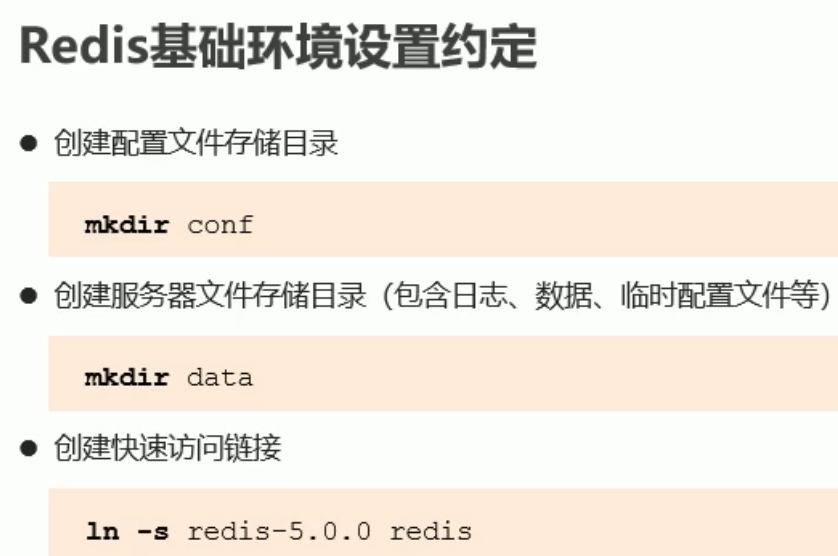 Redis基础环境设置约定
● 创建配置文件存储目录
mkdir conf
● 创建服务器文件存储目录（包含日志、数据、临时配置文件等）
mkdir data
● 创建快速访问链接
ln -s redis-5.0.0 redis